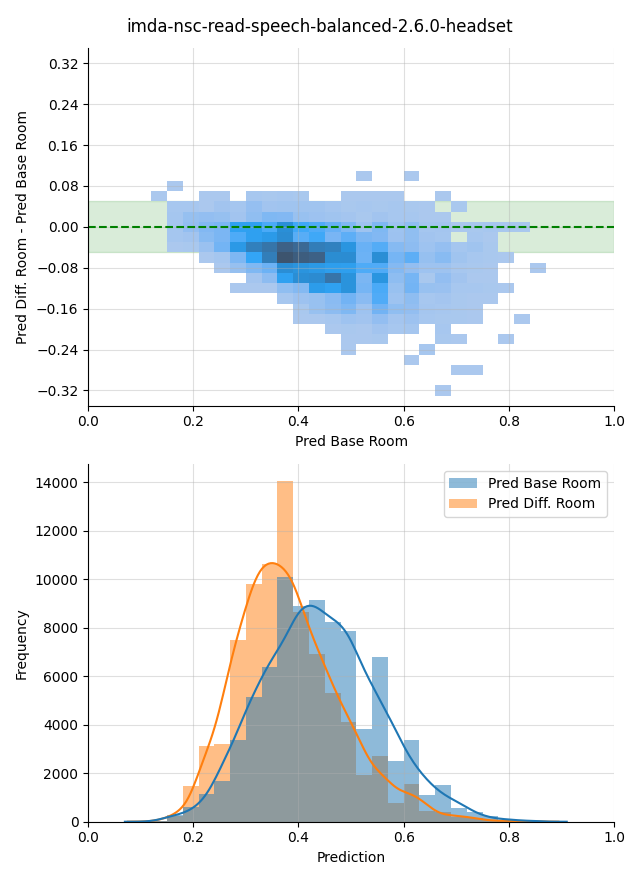 imda-nsc-read-speech-balanced-2.6.0-headset
Pred Diff. Room - Pred Base Room
0.32
0.24
0.16
0.08
0.00
−0.08
−0.16
−0.24
−0.32
0.0 0.2 0.4 0.6 0.8 1.0
Pred Base Room
Frequency
14000
12000
10000
8000
6000
4000
2000
0
Pred Base Room
Pred Diff. Room
0.0 0.2 0.4 0.6 0.8 1.0
Prediction